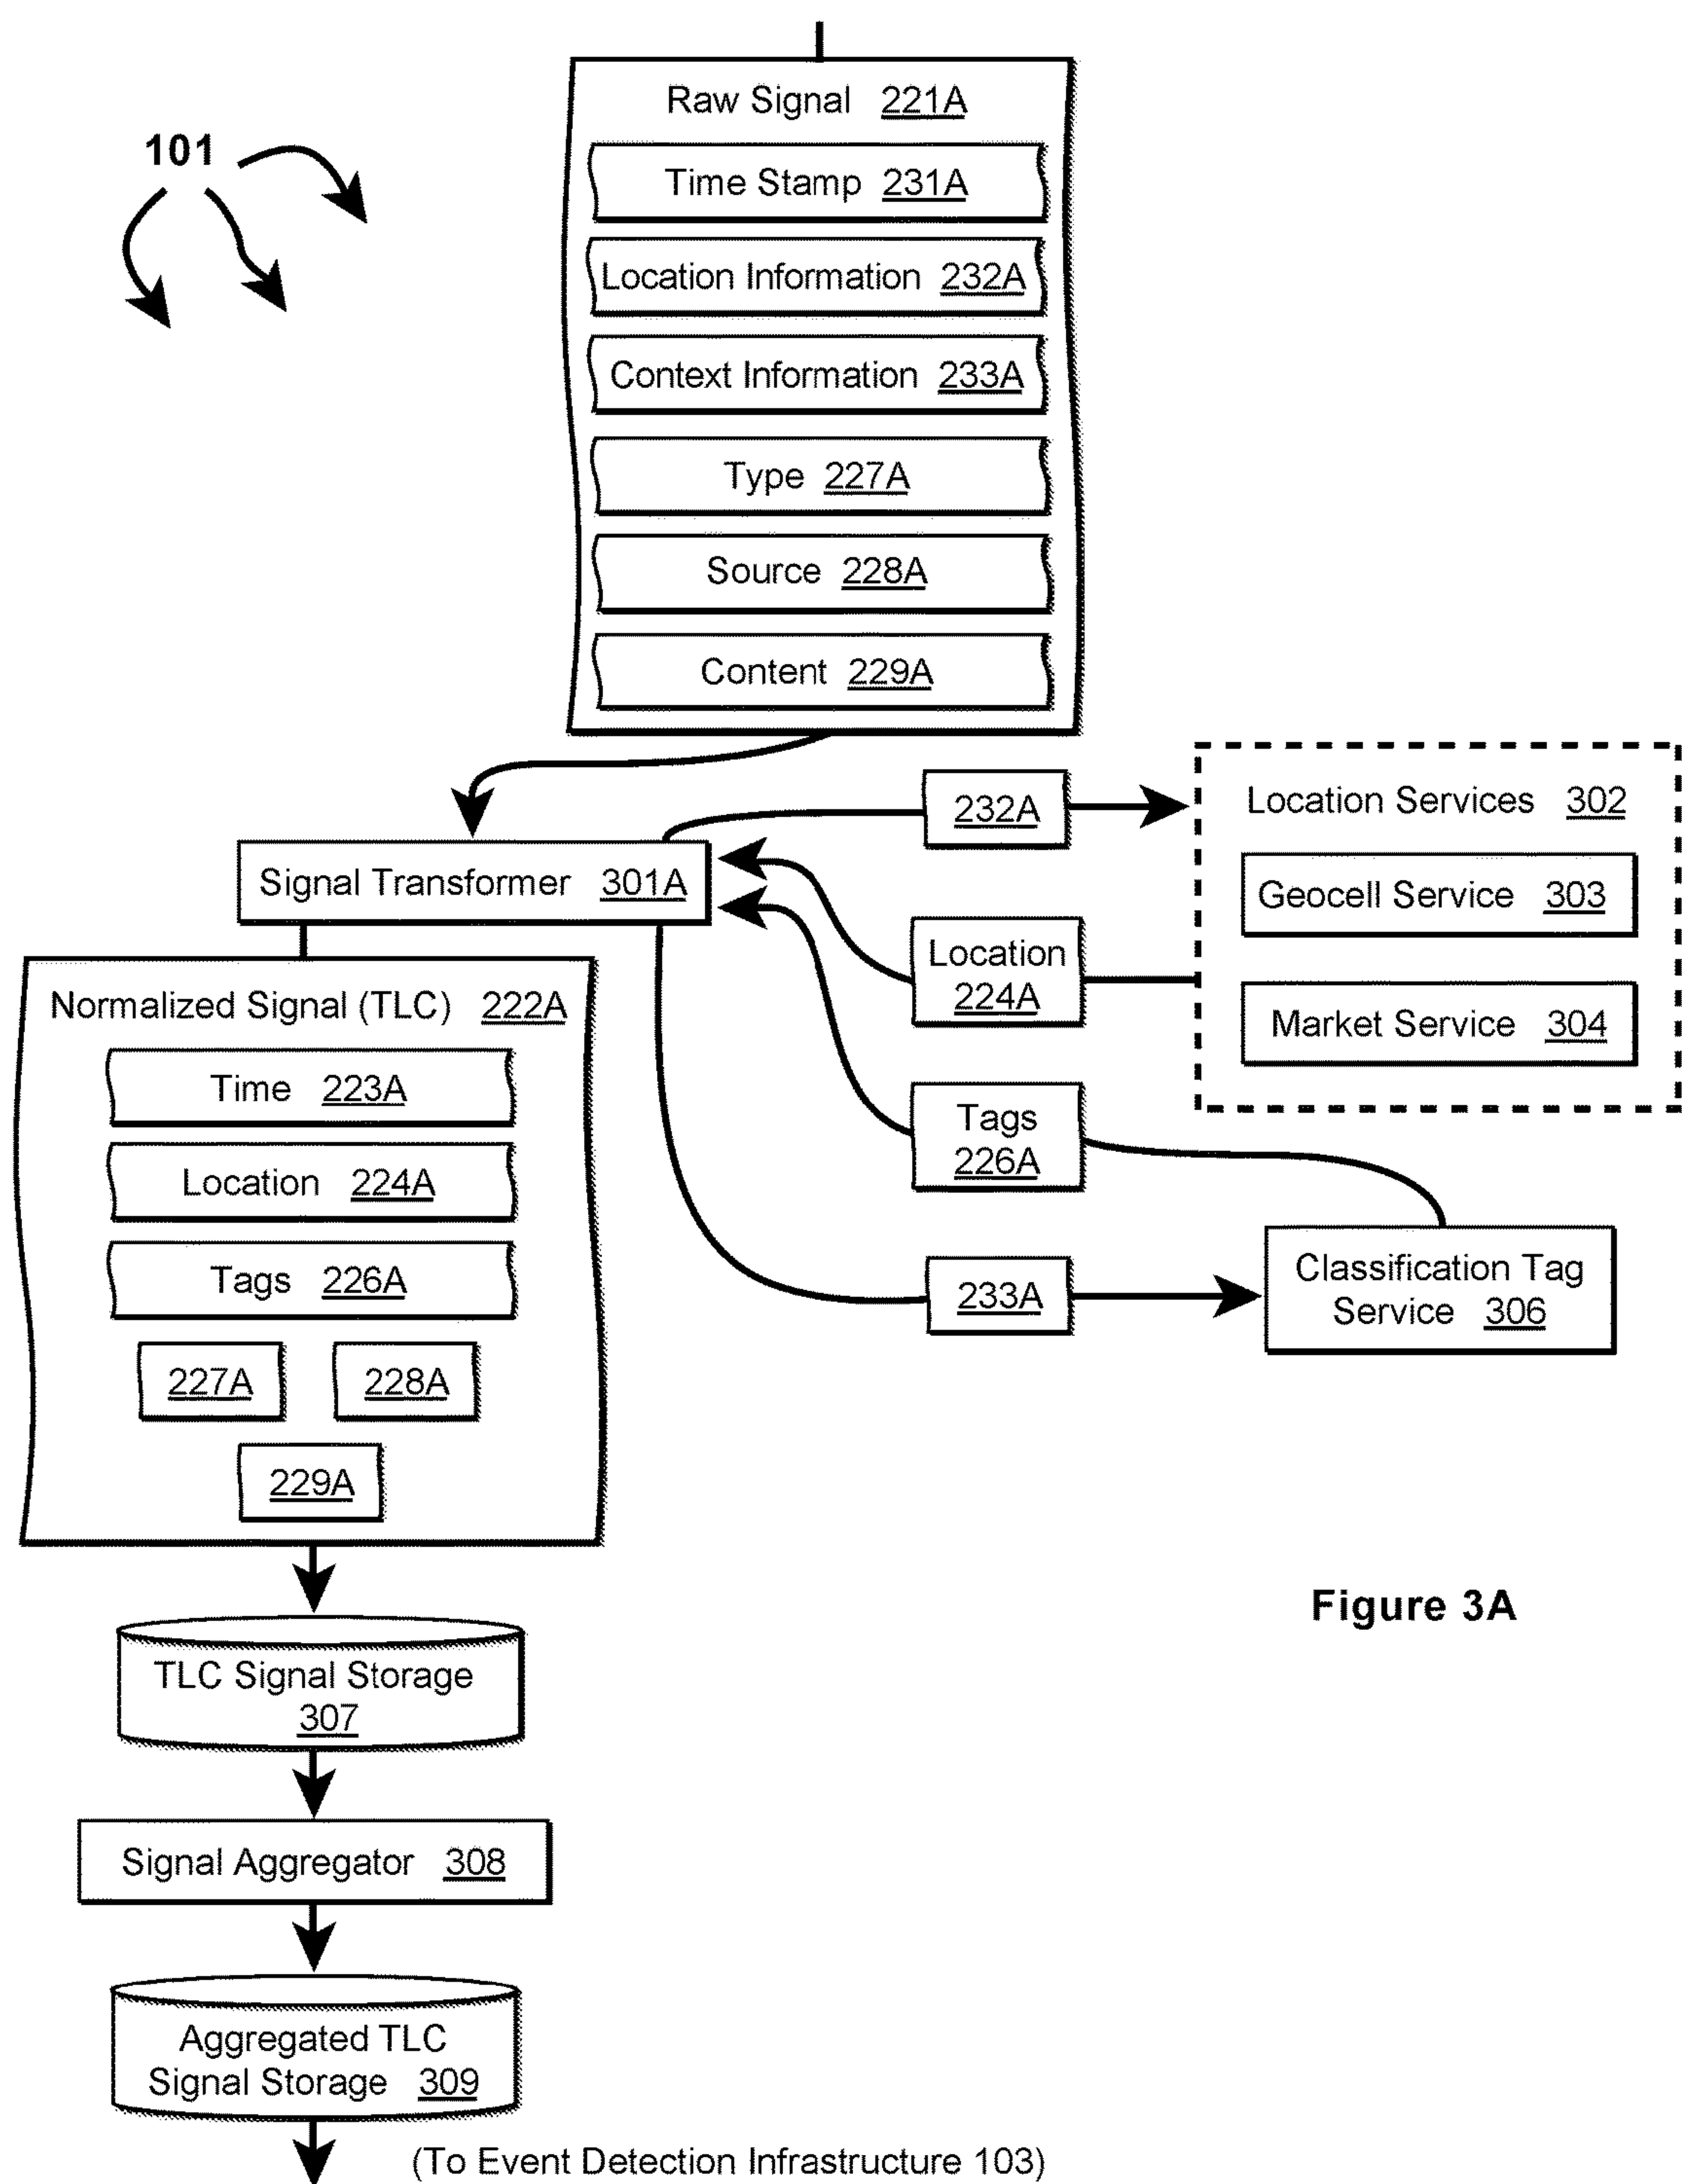 Raw Signal 221A
101
Time Stamp 231A
Location Information 232A
Context Information 233A
Type 227A
Source 228A
Content 229A
232A
Location Services 302
Signal Transformer 301A
Geocell Service 303
Location
224A
Normalized Signal (TLC) 222A
Market Service 304
Time 223A
Tags
226A
Location 224A
Tags 226A
233A
Classification Tag
Service 306
227A
228A
229A
Figure 3A
TLC Signal Storage
307
Signal Aggregator 308
Aggregated TLC
Signal Storage 309
(To Event Detection Infrastructure 103)